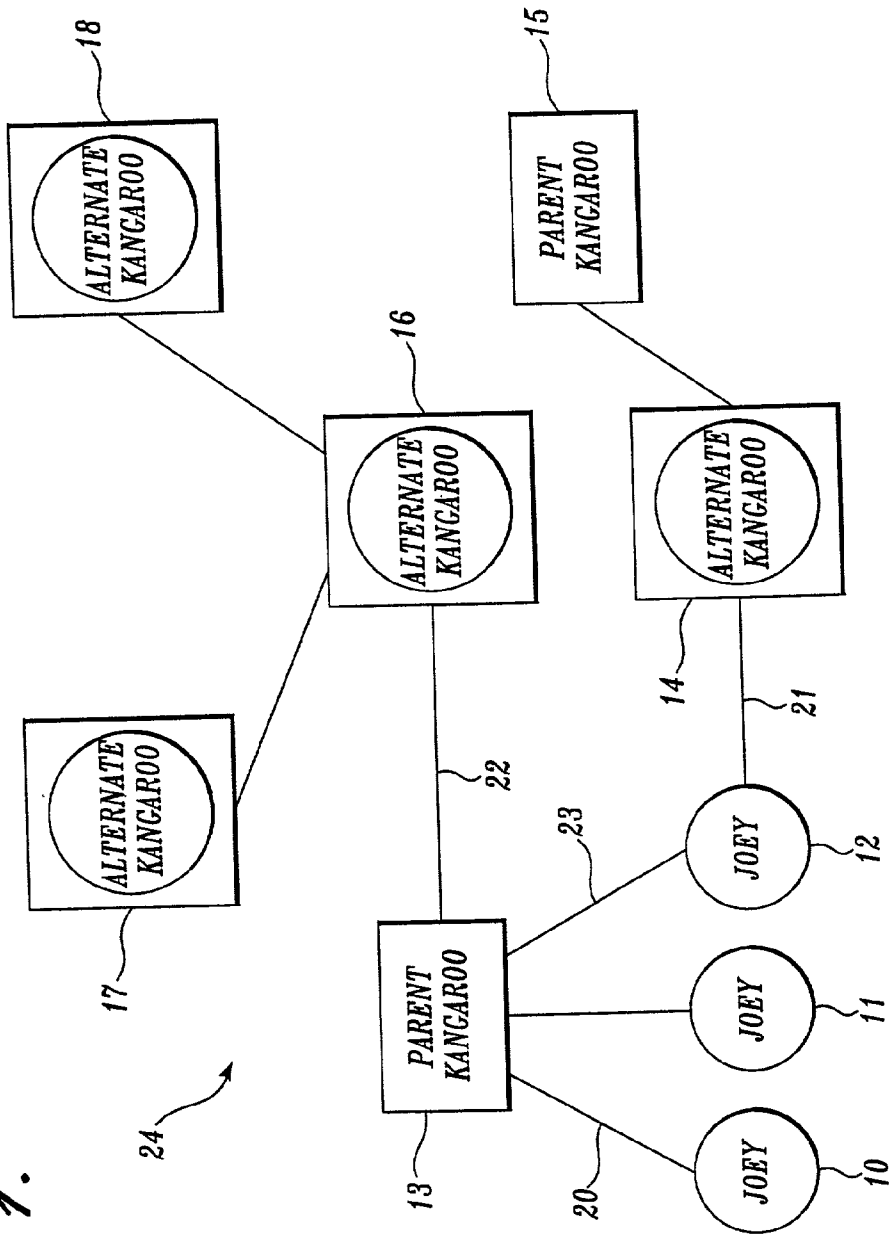 1.
24
17
ALTERNATE
KANGAROO
ALTERNATE
KANGAROO
18
13
PARENT
KANGAROO
22
ALTERNATE
KANGAROO
16
20
23
PARENT
KANGAROO
15
14
ALTERNATE
KANGAROO
JOEY
JOEY
JOEY
21
10
11
12